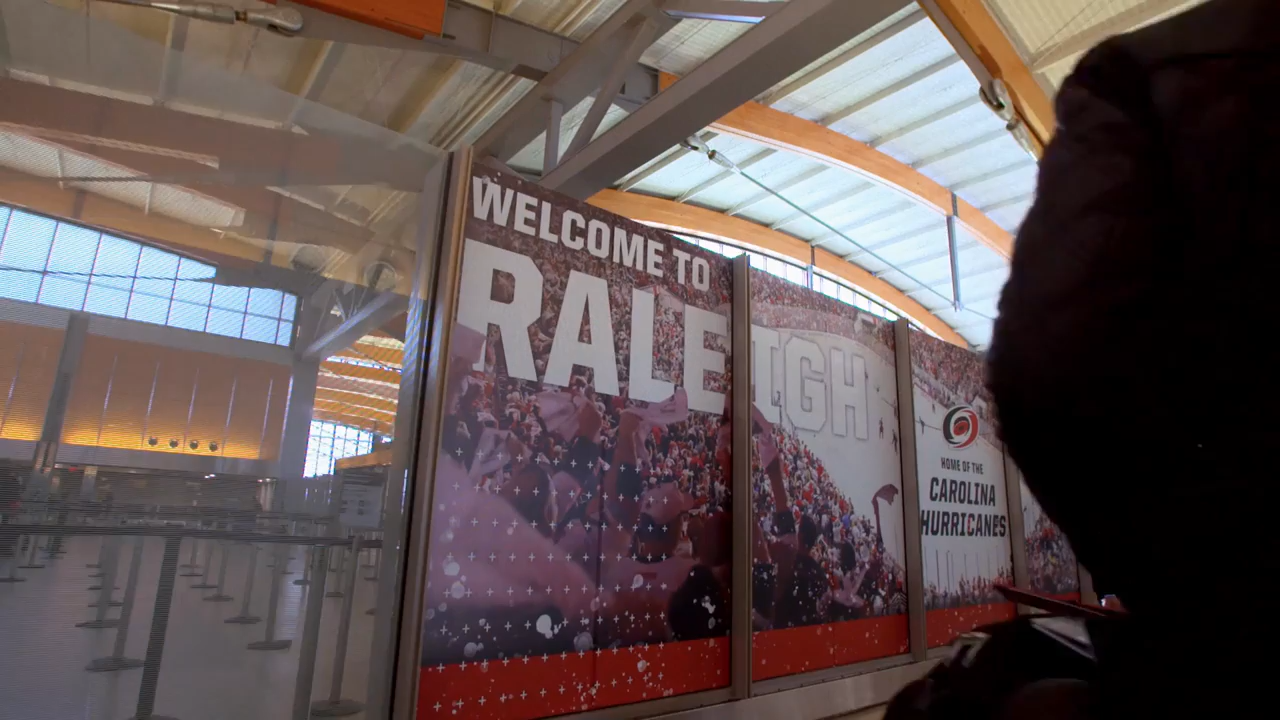 WELCOME TO
RALEIGH
HOME OF THE
CAROLINA
HURRICANES